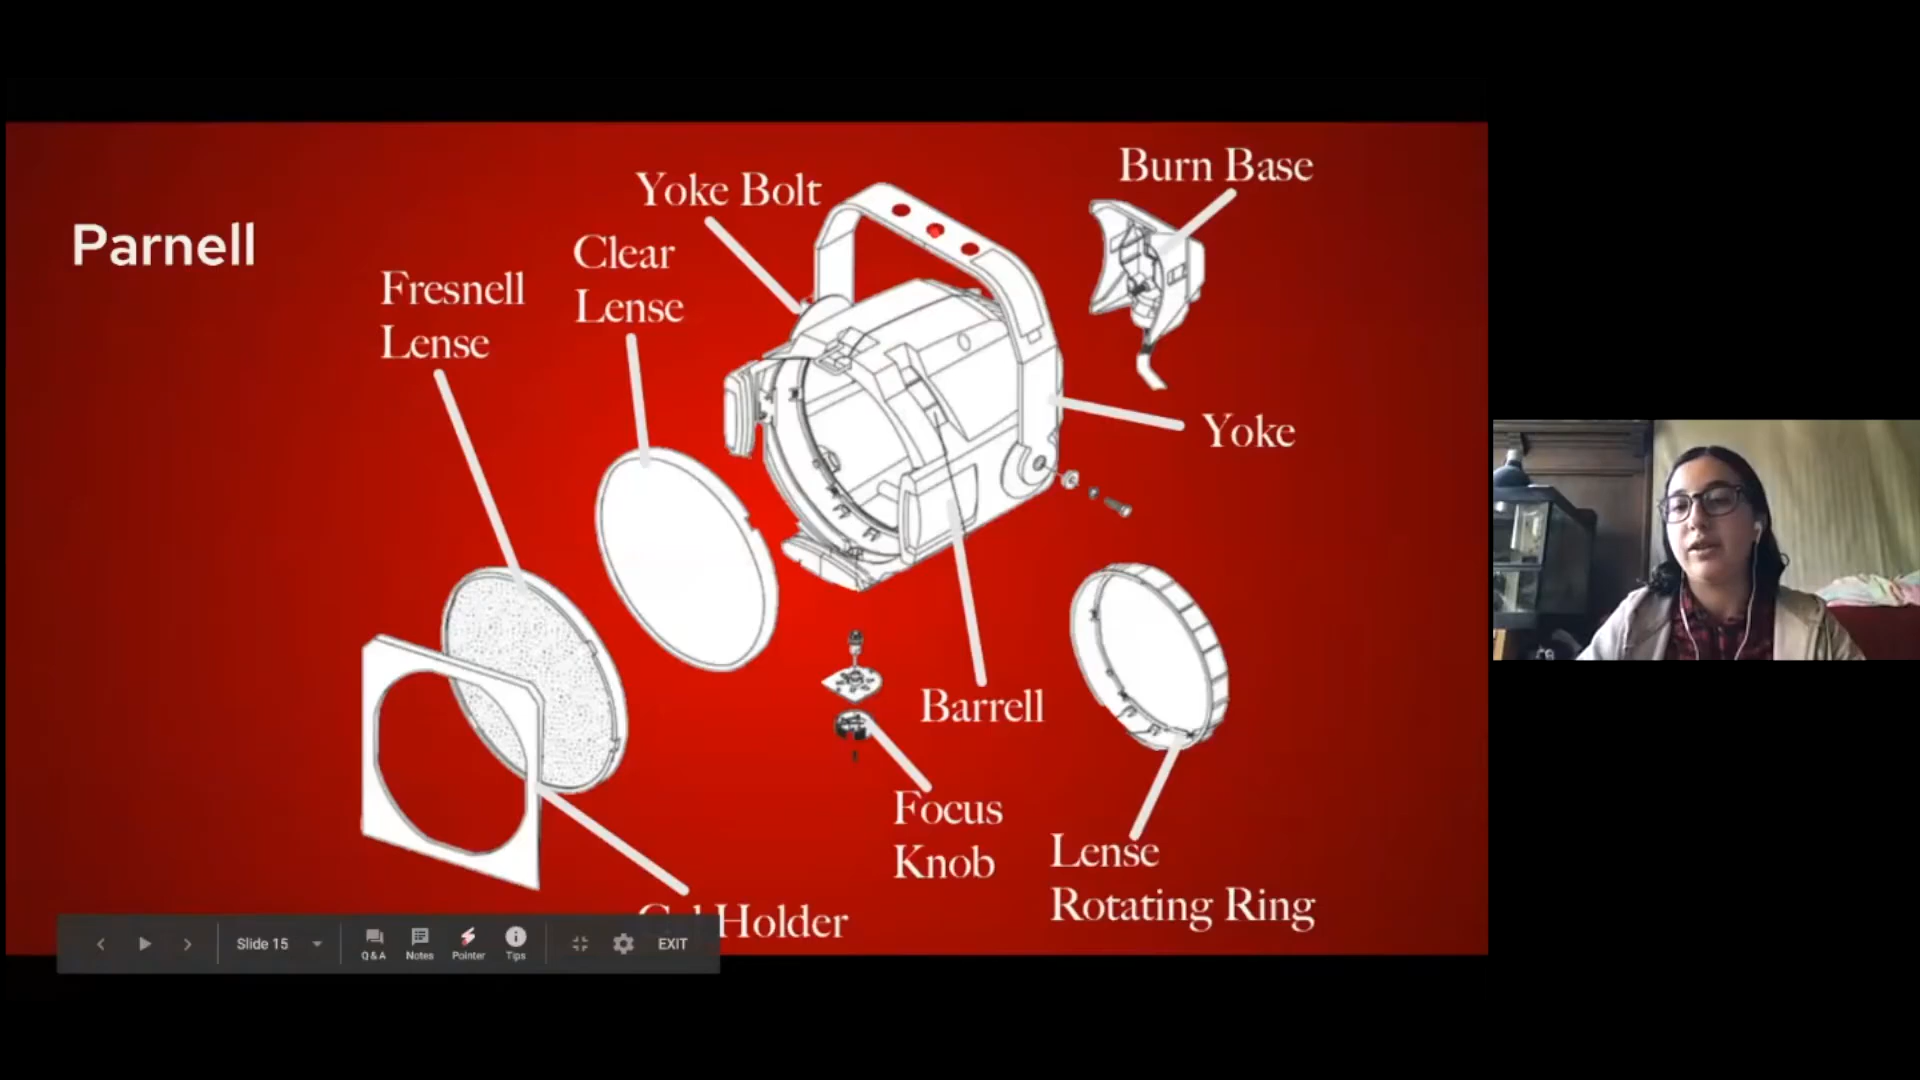 Parnell
Yoke Bolt
Burn Base
Clear
Lense
Fresnell
Lense
Yoke
Barrell
Focus
Knob
Lense
Rotating Ring
Holder
Slide 15
Q&A
Notes
Pointer
Tips
EXIT